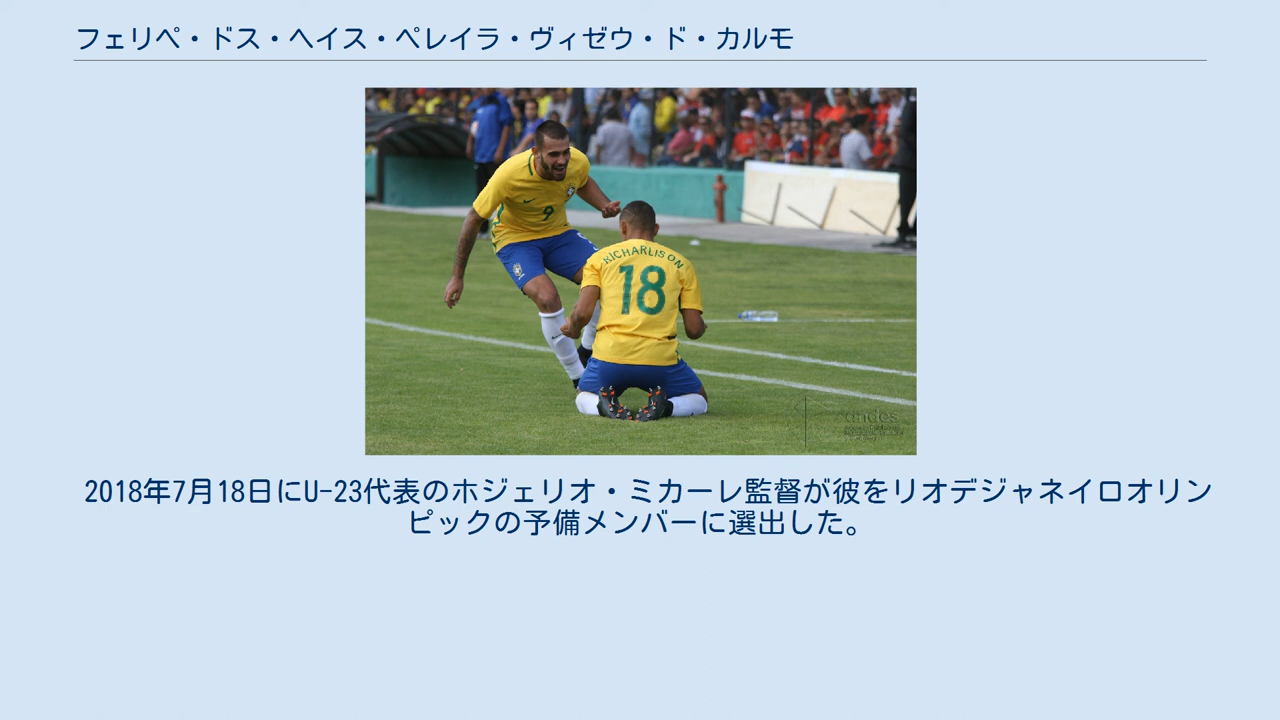 フェリペ・ドス・ヘイス・ペレイラ・ヴィゼウ・ド・カルモ
9
RICHARLISON
18
andes
2018年7月18日にU-23代表のホジェリオ・ミカーレ監督が彼をリオデジャネイロオリン
ピックの予備メンバーに選出した。